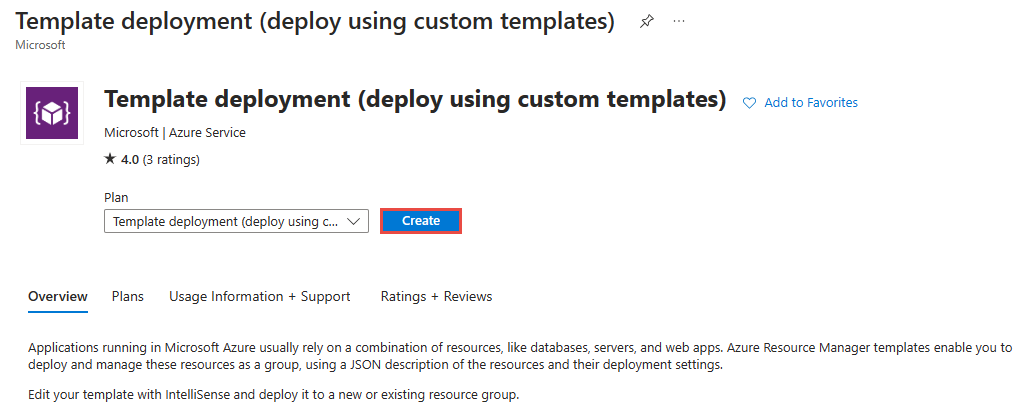 Template deployment (deploy using custom templates)
Microsoft
Template deployment (deploy using custom templates)
Add to Favorites
Microsoft | Azure Service
★ 4.0 (3 ratings)
Plan
Template deployment (deploy using c...
Create
Overview Plans Usage Information + Support Ratings + Reviews
Applications running in Microsoft Azure usually rely on a combination of resources, like databases, servers, and web apps. Azure Resource Manager templates enable you to
deploy and manage these resources as a group, using a JSON description of the resources and their deployment settings.
Edit your template with IntelliSense and deploy it to a new or existing resource group.